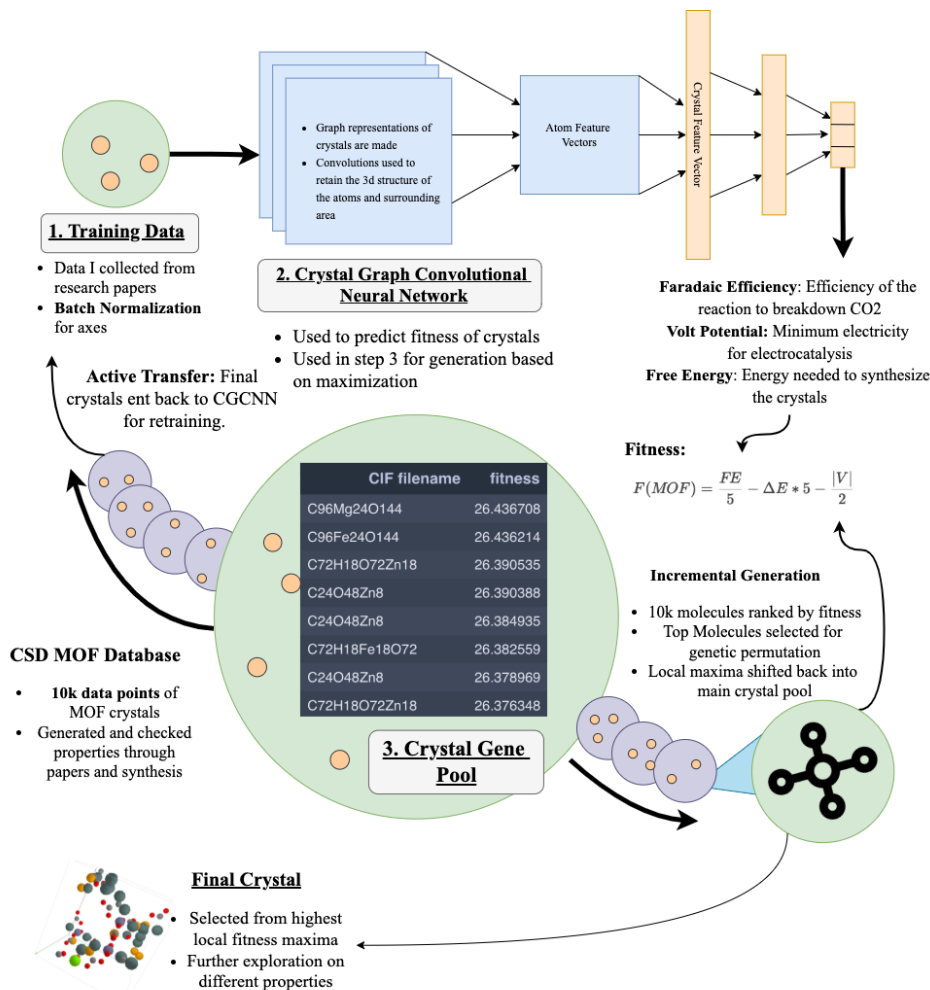 Graph representations of
crystals are made
Convolutions used to
retain the 3d structure of
the atoms and surrounding
area
Atom Feature
Vectors
Crystal Feature Vector
1. Training Data
Data I collected from
research papers
Batch Normalization
for axes
2. Crystal Graph Convolutional
Neural Network
Used to predict fitness of crystals
Used in step 3 for generation based
on maximization
Faradaic Efficiency: Efficiency of the
reaction to breakdown CO2
Volt Potential: Minimum electricity
for electrocatalysis
Free Energy: Energy needed to synthesize
the crystals
Active Transfer: Final
crystals ent back to CGCNN
for retraining.
Fitness:
F(MOF) = FE/5 − ΔE * 5 − |V|/2
CIF filename fitness
C96Mg24O144 26.436708
C96Fe24O144 26.436214
C72H18O72Zn18 26.390535
C24O48Zn8 26.390388
C24O48Zn8 26.384935
C72H18Fe18O72 26.382559
C24O48Zn8 26.378969
C72H18O72Zn18 26.376348
3. Crystal Gene
Pool
Incremental Generation
10k molecules ranked by fitness
Top Molecules selected for
genetic permutation
Local maxima shifted back into
main crystal pool
CSD MOF Database
10k data points of
MOF crystals
Generated and checked
properties through
papers and synthesis
Final Crystal
Selected from highest
local fitness maxima
Further exploration on
different properties